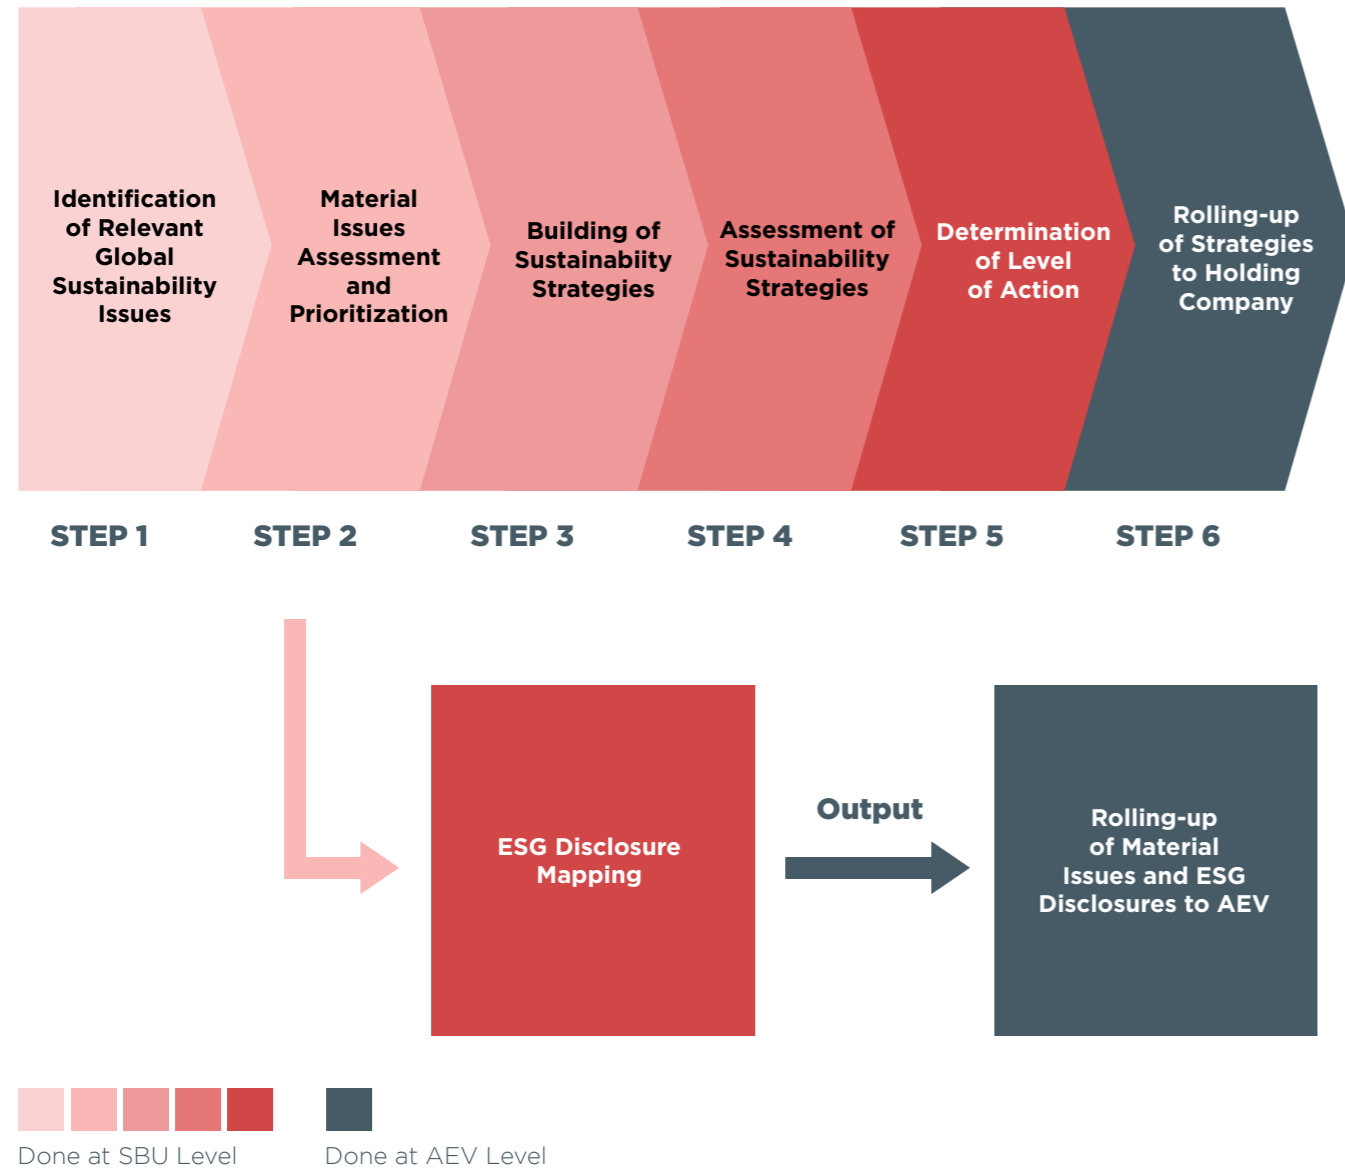 Identification
of Relevant
Global
Sustainability
Issues
Material
Issues
Assessment
and
Prioritization
Building of
Sustainabiity
Strategies
Assessment of
Sustainability
Strategies
Determination
of Level
of Action
Rolling-up
of Strategies
to Holding
Company
STEP 1
STEP 2
STEP 3
STEP 4
STEP 5
STEP 6
ESG Disclosure
Mapping
Output
Rolling-up
of Material
Issues and ESG
Disclosures to AEV
Done at SBU Level
Done at AEV Level